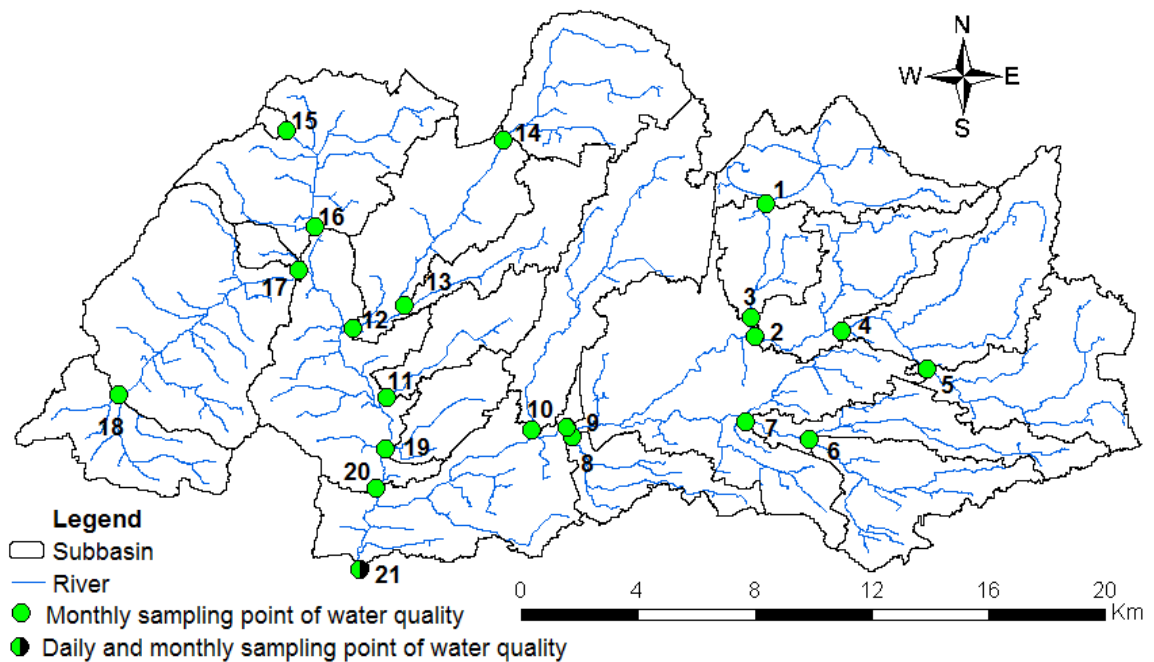 N
W E
S
15
14
1
16
17
13
3
12
2
4
5
11
18
10
9
7
6
19
8
20
21
Legend
Subbasin
River
Monthly sampling point of water quality
Daily and monthly sampling point of water quality
0 4 8 12 16 20
Km